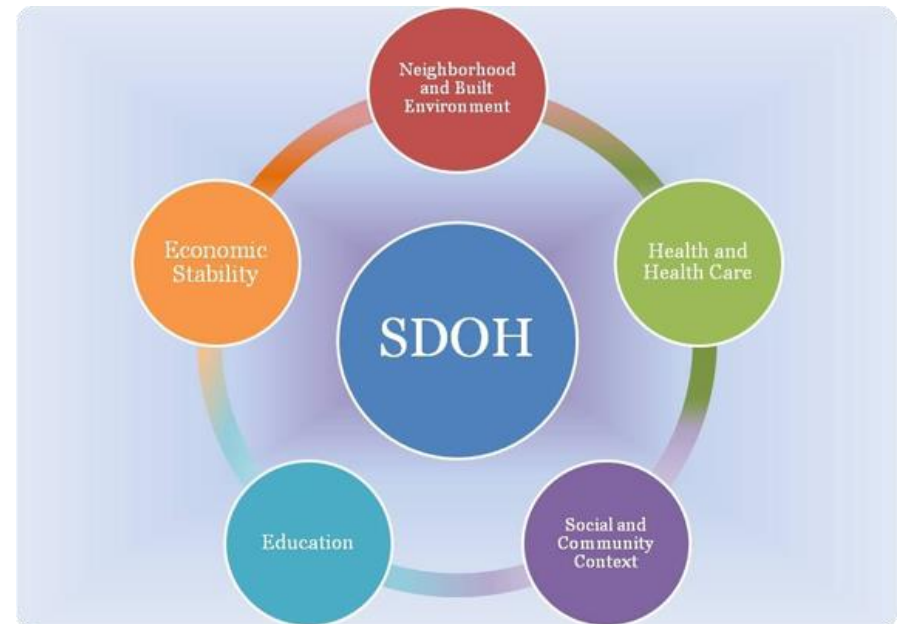 Neighborhood
and Built
Environment
Economic
Stability
Health and
Health Care
SDOH
Education
Social and
Community
Context